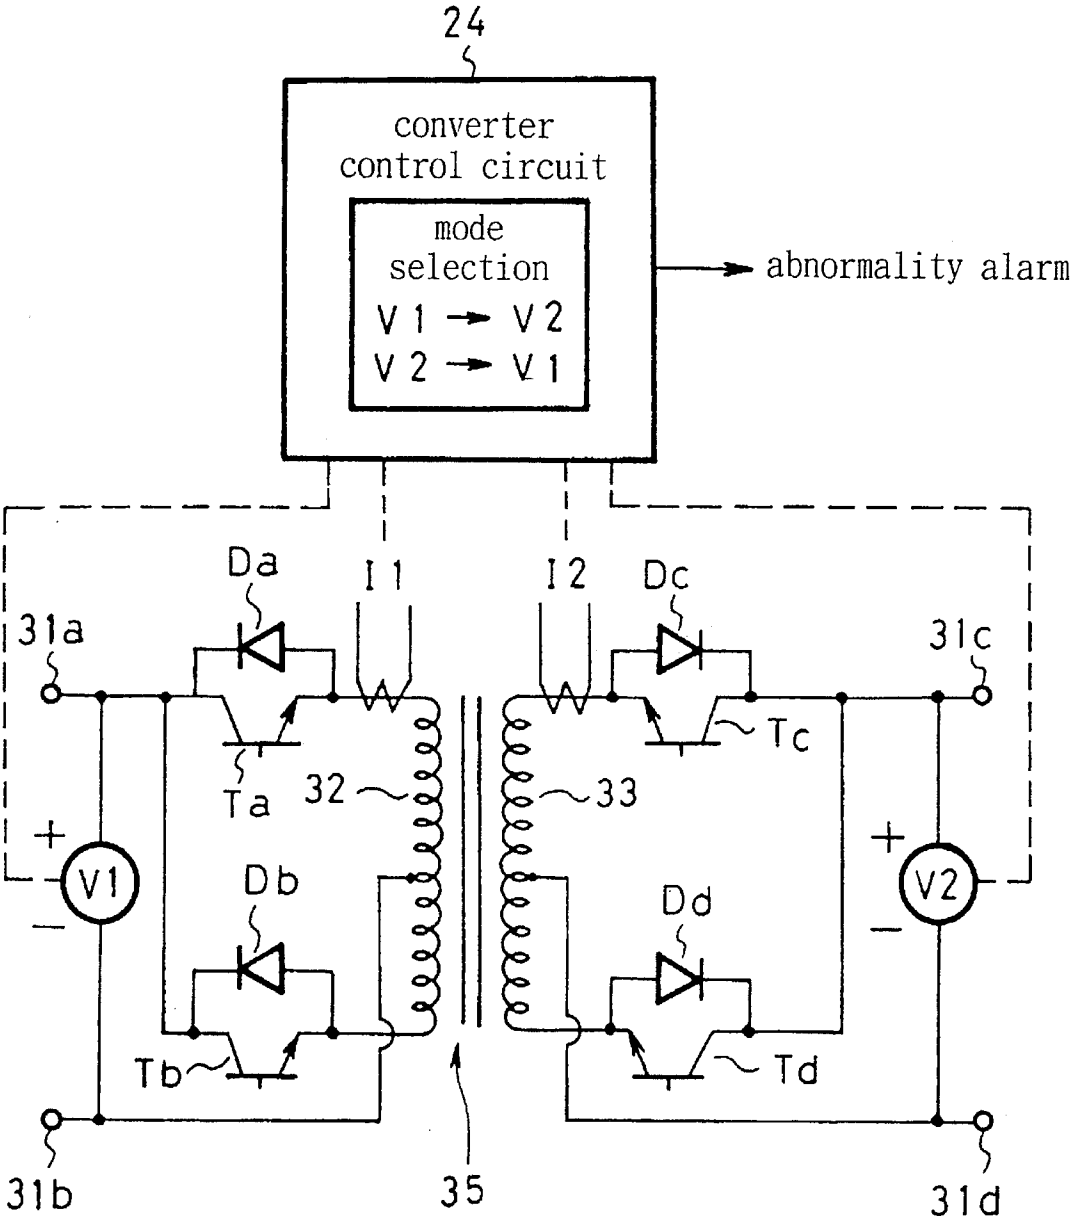 24
converter
control circuit
mode
selection
V1 → V2
V2 → V1
abnormality alarm
Da
I1
I2
Dc
31a
31c
Ta
32
33
Tc
+
+
V1
V2
Db
Dd
−
−
Tb
Td
31b
35
31d